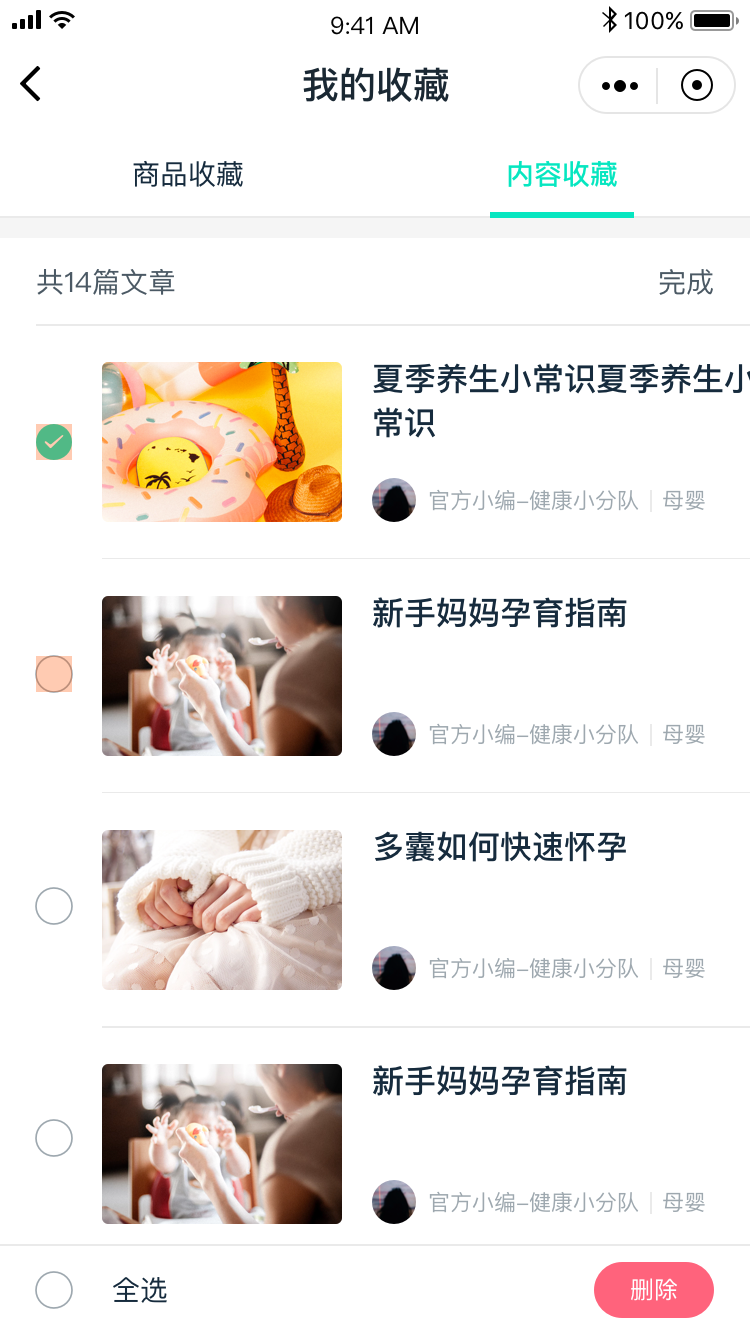 9:41 AM
100%
我的收藏
商品收藏
内容收藏
共14篇文章
完成
夏季养生小常识夏季养生小
常识
官方小编–健康小分队
母婴
新手妈妈孕育指南
官方小编–健康小分队
母婴
多囊如何快速怀孕
官方小编–健康小分队
母婴
新手妈妈孕育指南
官方小编–健康小分队
母婴
全选
删除